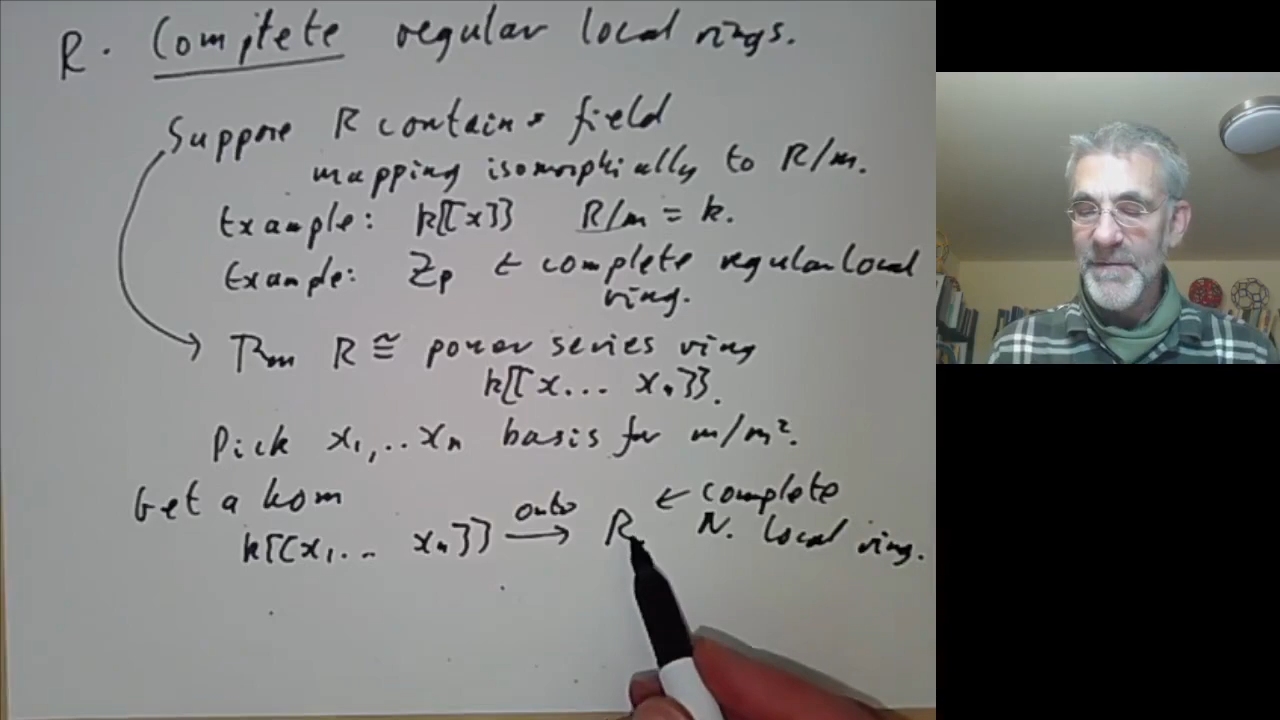 R. Complete regular local rings.
Suppose R contains field
mapping isomorphically to R/m.
Example: k[[x]] R/m = k.
Example: Zp ← complete regular local
ring.
Thm R ≅ power series ring
k[[x... xn]].
Pick x1,..xn basis for m/m².
Get a hom
k[[x1,.. xn]] onto → R ← complete
N. local ring.